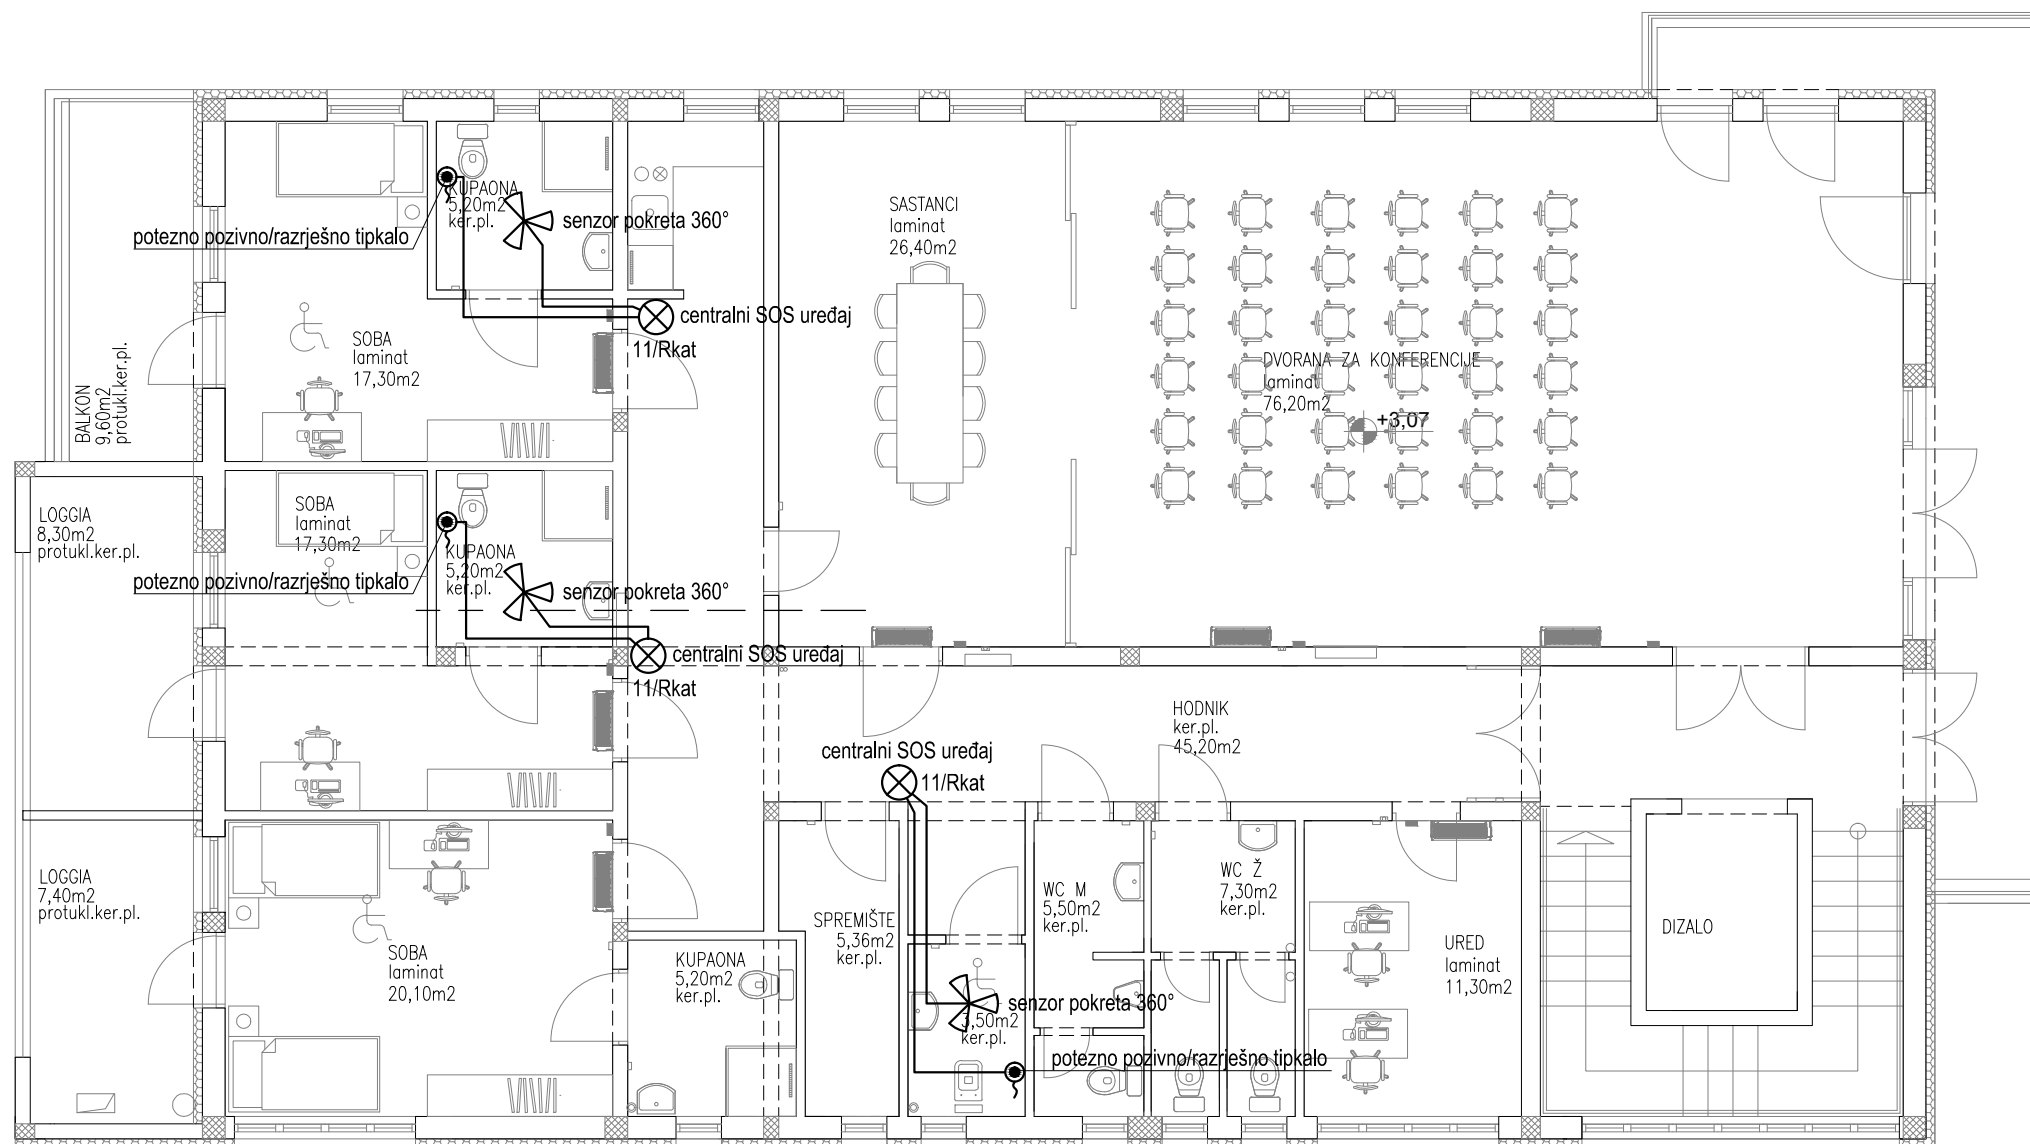 KUPAONA
5,20m2
ker.pl.
senzor pokreta 360°
potezno pozivno/razrješno tipkalo
SASTANCI
laminat
26,40m2
centralni SOS uređaj
11/Rkat
SOBA
laminat
17,30m2
BALKON
9,60m2
protukl.ker.pl.
DVORANA ZA KONFERENCIJE
laminat
76,20m2
+3,07
LOGGIA
8,30m2
protukl.ker.pl.
SOBA
laminat
17,30m2
KUPAONA
5,20m2
ker.pl.
potezno pozivno/razrješno tipkalo
senzor pokreta 360°
centralni SOS uređaj
11/Rkat
HODNIK
ker.pl.
45,20m2
centralni SOS uređaj
11/Rkat
LOGGIA
7,40m2
protukl.ker.pl.
SOBA
laminat
20,10m2
KUPAONA
5,20m2
ker.pl.
SPREMIŠTE
5,36m2
ker.pl.
WC M
5,50m2
ker.pl.
WC Ž
7,30m2
ker.pl.
URED
laminat
11,30m2
DIZALO
senzor pokreta 360°
3,50m2
ker.pl.
potezno pozivno/razrješno tipkalo